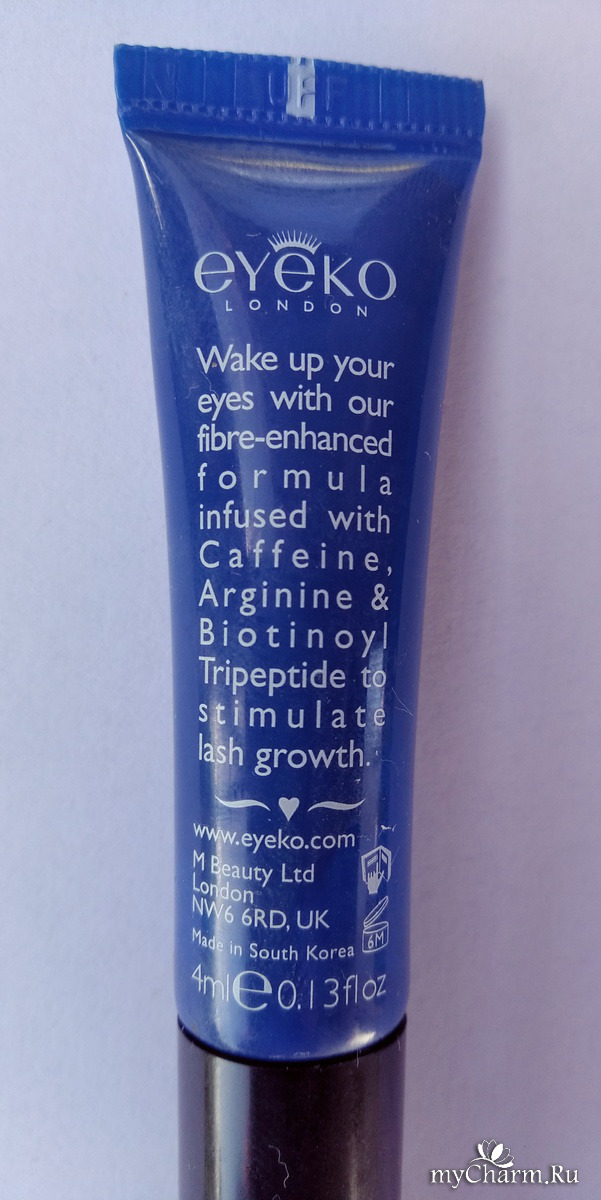 eyeko
LONDON
Wake up your
eyes with our
fibre-enhanced
formula
infused with
Caffeine,
Arginine &
Biotinoyl
Tripeptide to
stimulate
lash growth.
www.eyeko.com
M Beauty Ltd
London
NW6 6RD, UK
Made in South Korea
6M
4ml e 0.13fl oz
myCharm.Ru